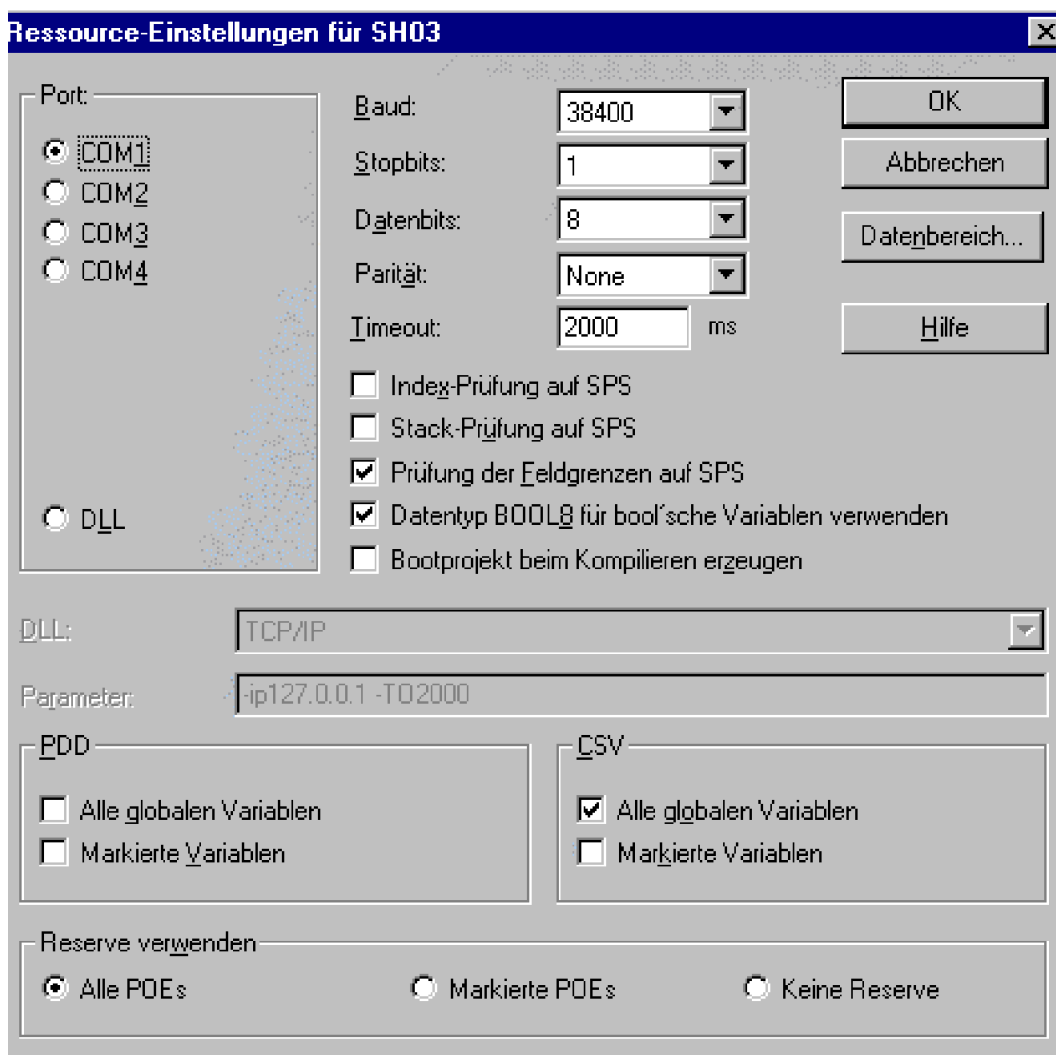 Ressource-Einstellungen für SH03
Port:
COM1
COM2
COM3
COM4
DLL
Baud: 38400
Stopbits: 1
Datenbits: 8
Parität: None
Timeout: 2000 ms
Index-Prüfung auf SPS
Stack-Prüfung auf SPS
Prüfung der Feldgrenzen auf SPS
Datentyp BOOL8 für bool´sche Variablen verwenden
Bootprojekt beim Kompilieren erzeugen
OK
Abbrechen
Datenbereich...
Hilfe
DLL: TCP/IP
Parameter: -ip127.0.0.1 -TO2000
PDD
Alle globalen Variablen
Markierte Variablen
CSV
Alle globalen Variablen
Markierte Variablen
Reserve verwenden
Alle POEs Markierte POEs Keine Reserve